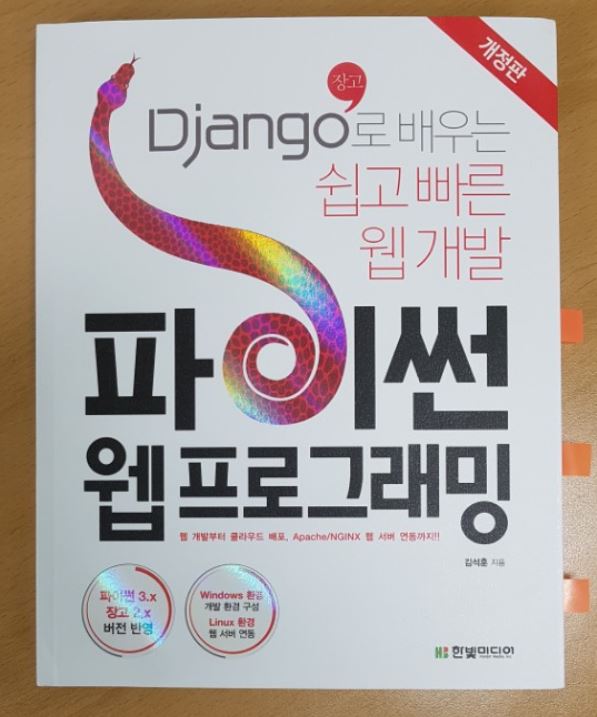 개정판
장고
Django로 배우는
쉽고 빠른
웹 개발
파이썬
웹 프로그래밍
웹 개발부터 클라우드 배포, Apache/NGINX 웹 서버 연동까지!!
김석훈 지음
파이썬 3.x
장고 2.x
버전 반영
Windows 환경
개발 환경 구성
Linux 환경
웹 서버 연동
HB 한빛미디어